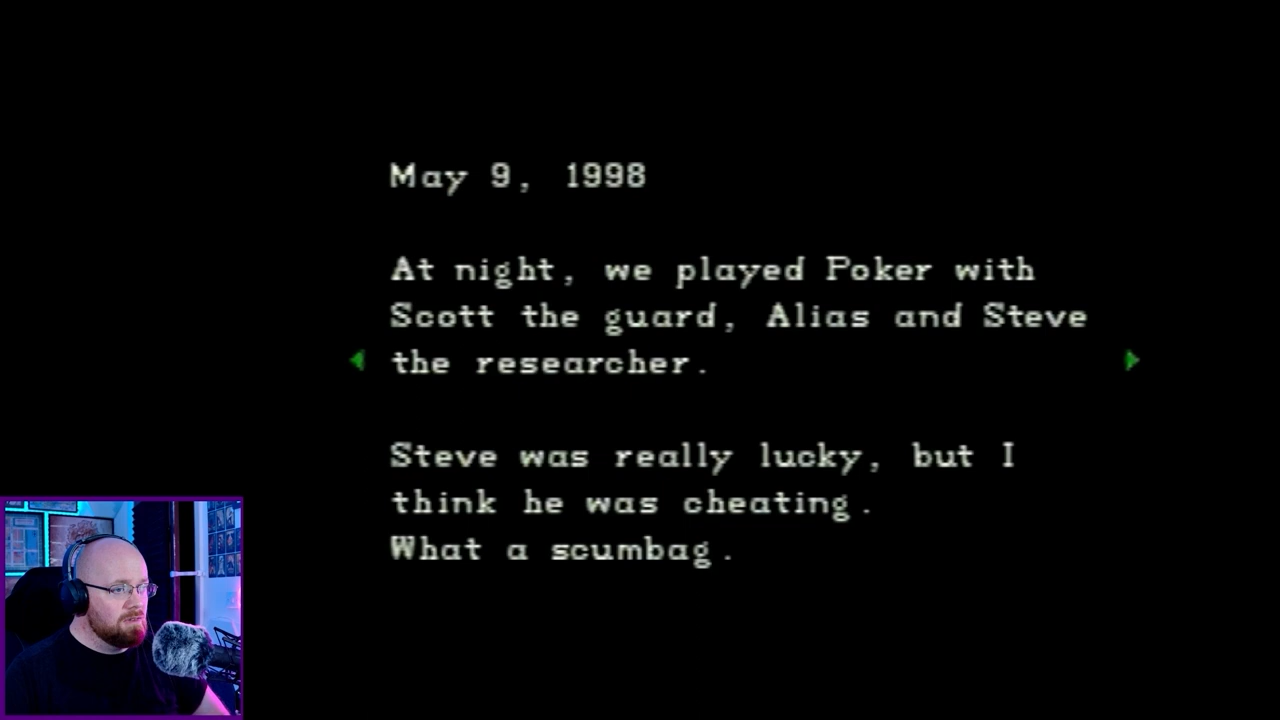 May 9, 1998
At night, we played Poker with
Scott the guard, Alias and Steve
the researcher.
Steve was really lucky, but I
think he was cheating.
What a scumbag.